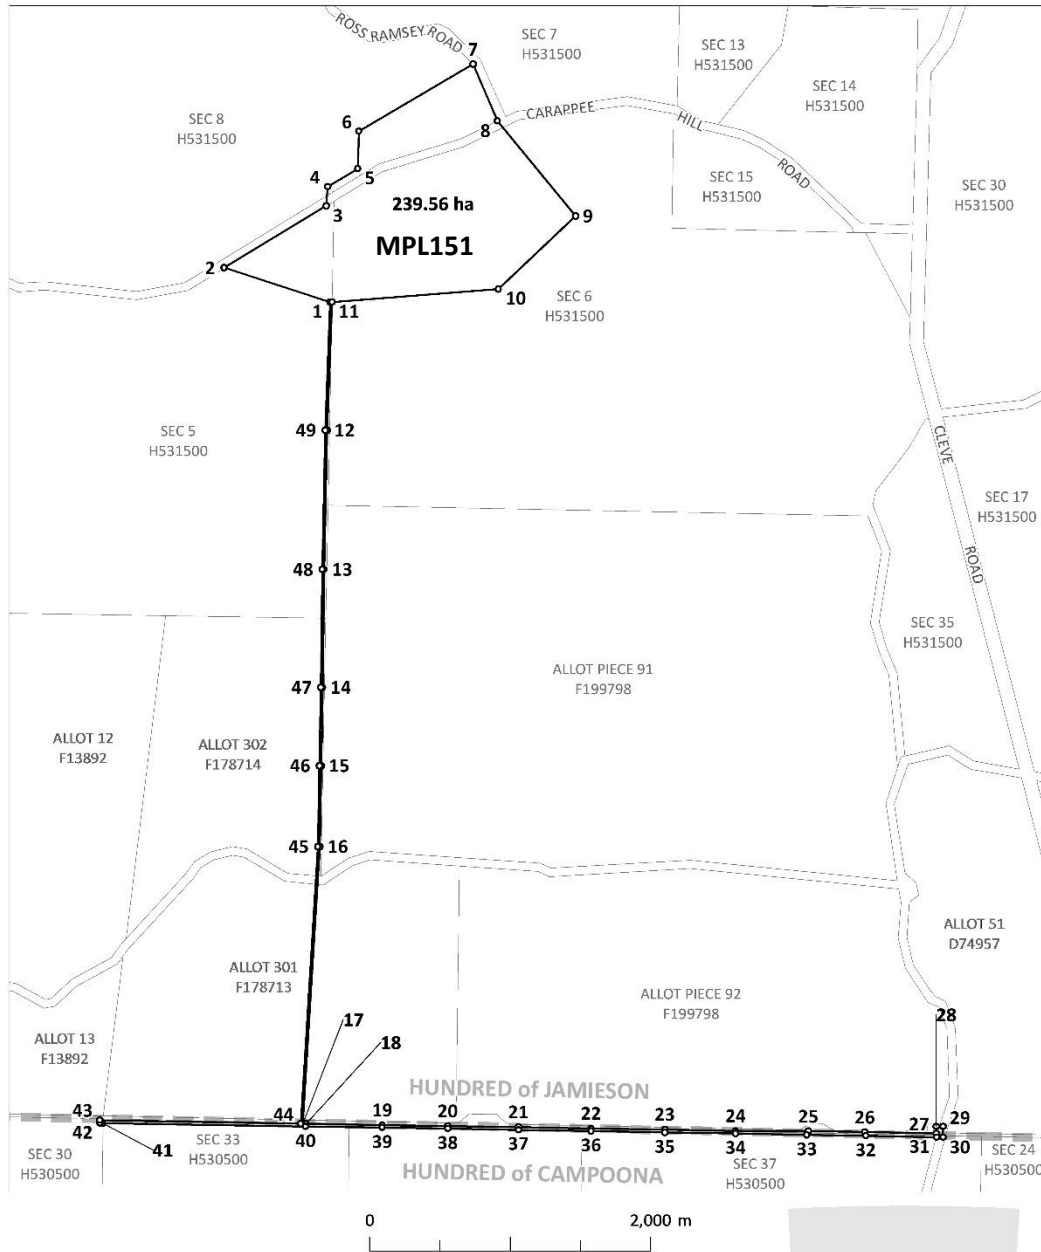 ROSS RAMSEY ROAD
SEC 7
H531500
7
SEC 13
H531500
SEC 14
H531500
SEC 8
H531500
6
8
CARAPPEE HILL ROAD
4
5
3
SEC 15
H531500
SEC 30
H531500
239.56 ha
MPL151
9
2
1
11
10
SEC 6
H531500
SEC 5
H531500
49
12
CLEVE ROAD
SEC 17
H531500
48
13
SEC 35
H531500
ALLOT PIECE 91
F199798
47
14
ALLOT 12
F13892
ALLOT 302
F178714
46
15
45
16
ALLOT 51
D74957
ALLOT 301
F178713
ALLOT PIECE 92
F199798
17
28
18
ALLOT 13
F13892
HUNDRED of JAMIESON
43
44
19
20
21
22
23
24
25
26
27
29
42
40
39
38
37
36
35
34
33
32
31
30
41
SEC 30
H530500
SEC 33
H530500
HUNDRED of CAMPOONA
SEC 37
H530500
SEC 24
H530500
0
2,000 m